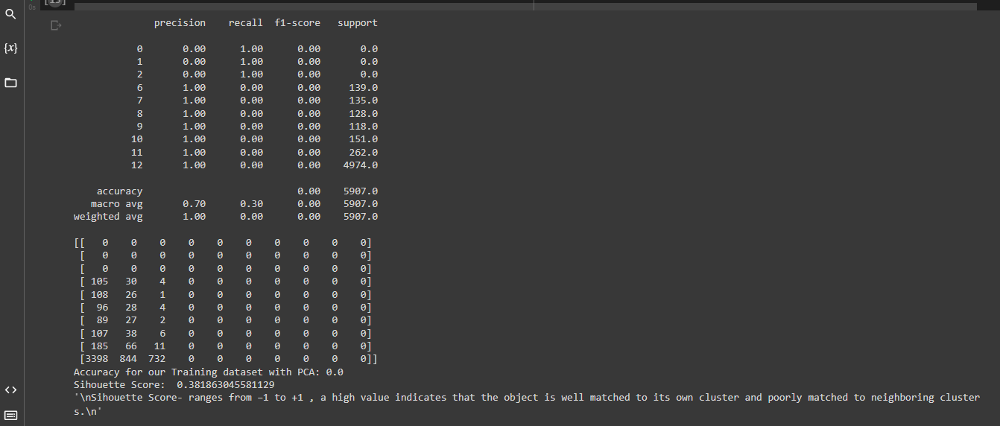 [15]
0s
precision recall f1-score support
0 0.00 1.00 0.00 0.0
1 0.00 1.00 0.00 0.0
2 0.00 1.00 0.00 0.0
6 1.00 0.00 0.00 139.0
7 1.00 0.00 0.00 135.0
8 1.00 0.00 0.00 128.0
9 1.00 0.00 0.00 118.0
10 1.00 0.00 0.00 151.0
11 1.00 0.00 0.00 262.0
12 1.00 0.00 0.00 4974.0
accuracy 0.00 5907.0
macro avg 0.70 0.30 0.00 5907.0
weighted avg 1.00 0.00 0.00 5907.0
[[ 0 0 0 0 0 0 0 0 0 0]
[ 0 0 0 0 0 0 0 0 0 0]
[ 0 0 0 0 0 0 0 0 0 0]
[ 105 30 4 0 0 0 0 0 0 0]
[ 108 26 1 0 0 0 0 0 0 0]
[ 96 28 4 0 0 0 0 0 0 0]
[ 89 27 2 0 0 0 0 0 0 0]
[ 107 38 6 0 0 0 0 0 0 0]
[ 185 66 11 0 0 0 0 0 0 0]
[3398 844 732 0 0 0 0 0 0 0]]
Accuracy for our Training dataset with PCA: 0.0
Sihouette Score: 0.381863045581129
'\nSihouette Score- ranges from −1 to +1 , a high value indicates that the object is well matched to its own cluster and poorly matched to neighboring cluster
s.\n'
{x}
<>